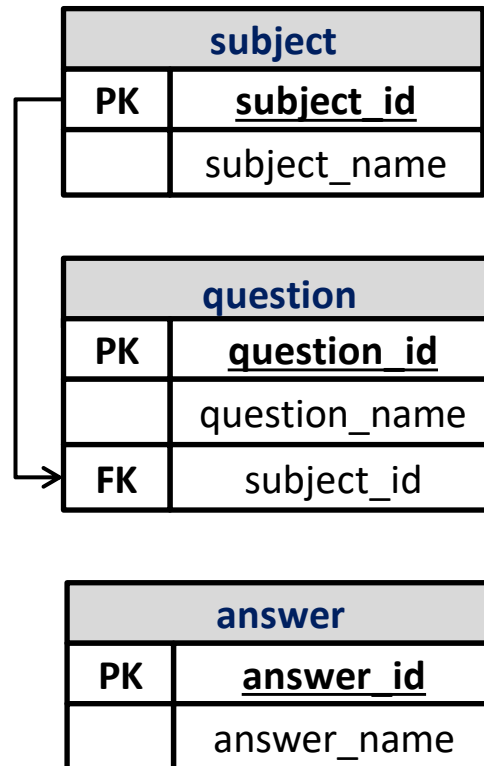 subject
PK subject_id
subject_name
question
PK question_id
question_name
FK subject_id
answer
PK answer_id
answer_name